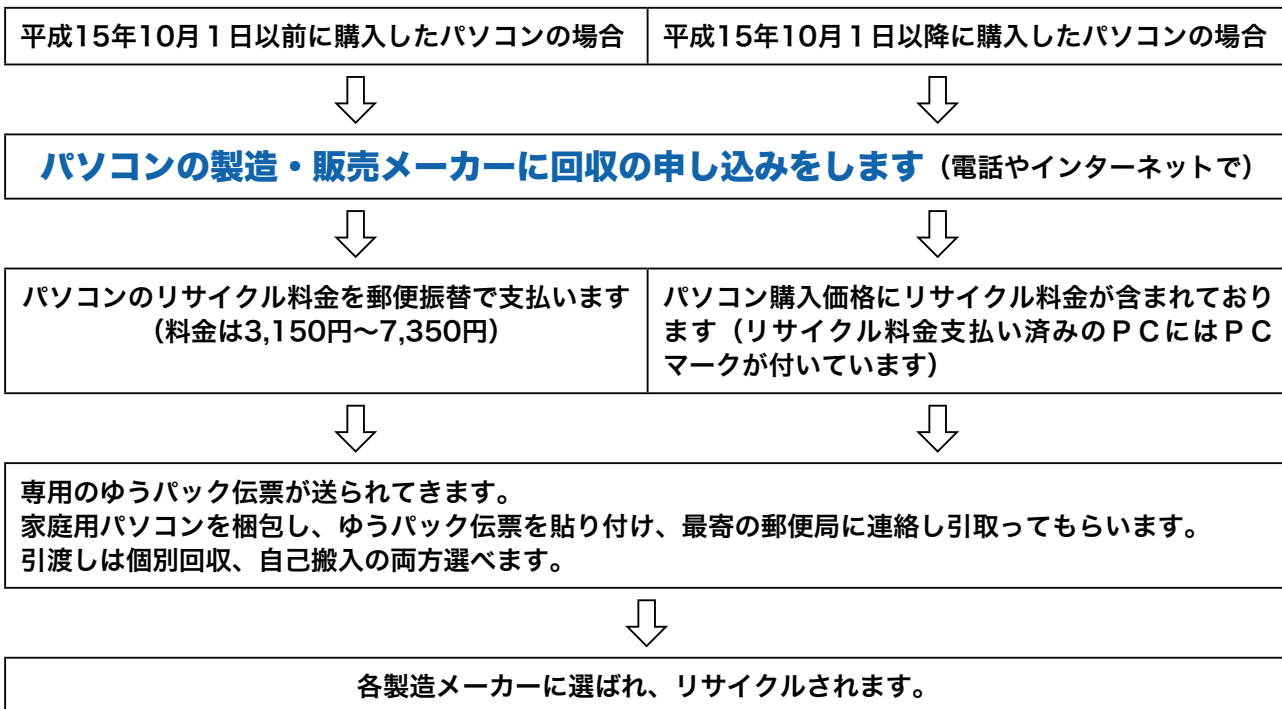 平成15年10月１日以前に購入したパソコンの場合
平成15年10月１日以降に購入したパソコンの場合
パソコンの製造・販売メーカーに回収の申し込みをします（電話やインターネットで）
パソコンのリサイクル料金を郵便振替で支払います
（料金は3,150円〜7,350円）
パソコン購入価格にリサイクル料金が含まれており
ます（リサイクル料金支払い済みのＰＣにはＰＣ
マークが付いています）
専用のゆうパック伝票が送られてきます。
家庭用パソコンを梱包し、ゆうパック伝票を貼り付け、最寄の郵便局に連絡し引取ってもらいます。
引渡しは個別回収、自己搬入の両方選べます。
各製造メーカーに選ばれ、リサイクルされます。